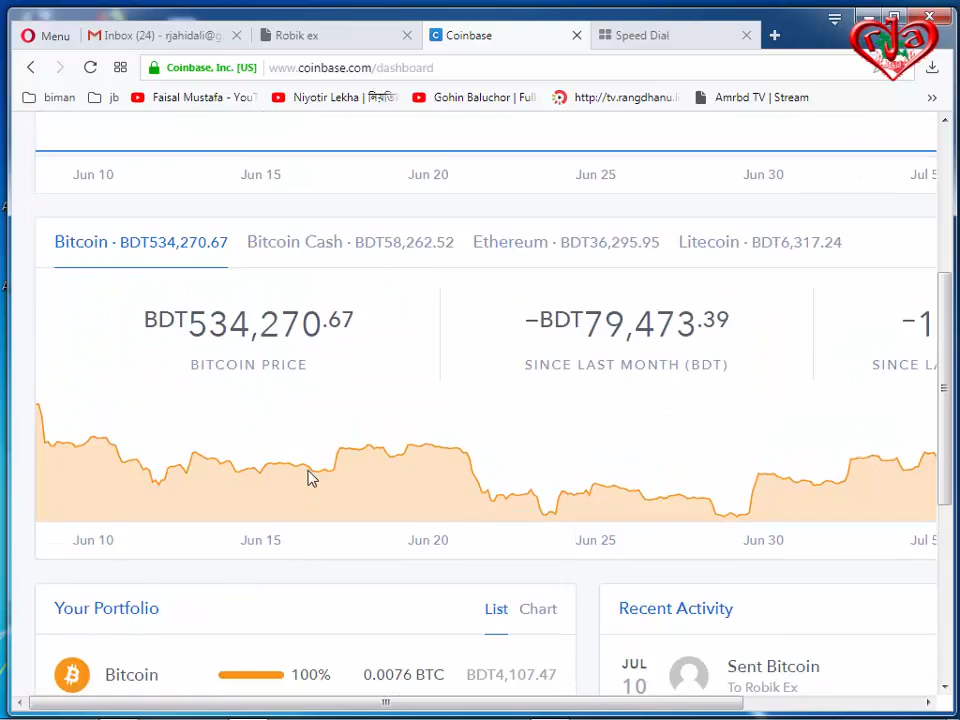 Menu
Inbox (24) - rjahidali@g
Robik ex
Coinbase
Speed Dial
Coinbase, Inc. [US]
www.coinbase.com/dashboard
biman
jb
Faisal Mustafa - YouT
Niyotir Lekha |
Gohin Baluchor | Full
http://tv.rangdhanu.
Amrbd TV | Stream
Jun 10 Jun 15 Jun 20 Jun 25 Jun 30 Jul 5
Bitcoin · BDT534,270.67
Bitcoin Cash · BDT58,262.52
Ethereum · BDT36,295.95
Litecoin · BDT6,317.24
BDT534,270.67
BITCOIN PRICE
−BDT79,473.39
SINCE LAST MONTH (BDT)
−1
SINCE LA
Jun 10 Jun 15 Jun 20 Jun 25 Jun 30 Jul 5
Your Portfolio
List Chart
Bitcoin 100% 0.0076 BTC BDT4,107.47
Recent Activity
JUL
10
Sent Bitcoin
To Robik Ex
rja